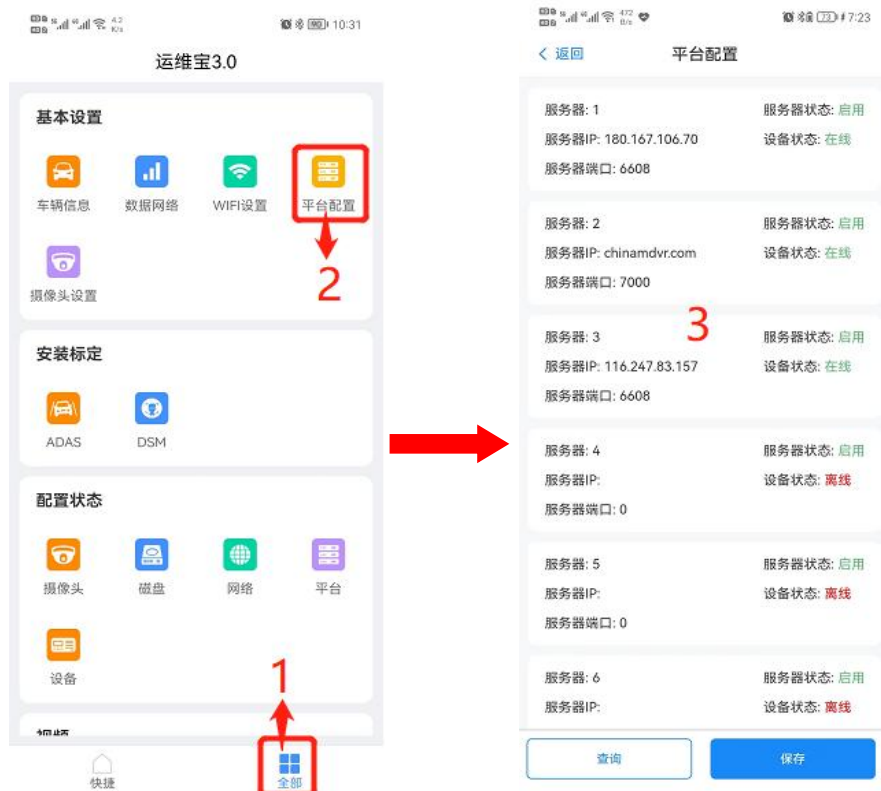 4.2
K/s
90
10:31
运维宝3.0
基本设置
车辆信息
数据网络
WIFI设置
平台配置
2
摄像头设置
安装标定
ADAS
DSM
配置状态
摄像头
磁盘
网络
平台
设备
1
视频
快捷
全部
472
B/s
73
7:23
返回
平台配置
服务器: 1 服务器状态: 启用
服务器IP: 180.167.106.70 设备状态: 在线
服务器端口: 6608
服务器: 2 服务器状态: 启用
服务器IP: chinamdvr.com 设备状态: 在线
服务器端口: 7000
3
服务器: 3 服务器状态: 启用
服务器IP: 116.247.83.157 设备状态: 在线
服务器端口: 6608
服务器: 4 服务器状态: 启用
服务器IP: 设备状态: 离线
服务器端口: 0
服务器: 5 服务器状态: 启用
服务器IP: 设备状态: 离线
服务器端口: 0
服务器: 6 服务器状态: 启用
服务器IP: 设备状态: 离线
查询
保存